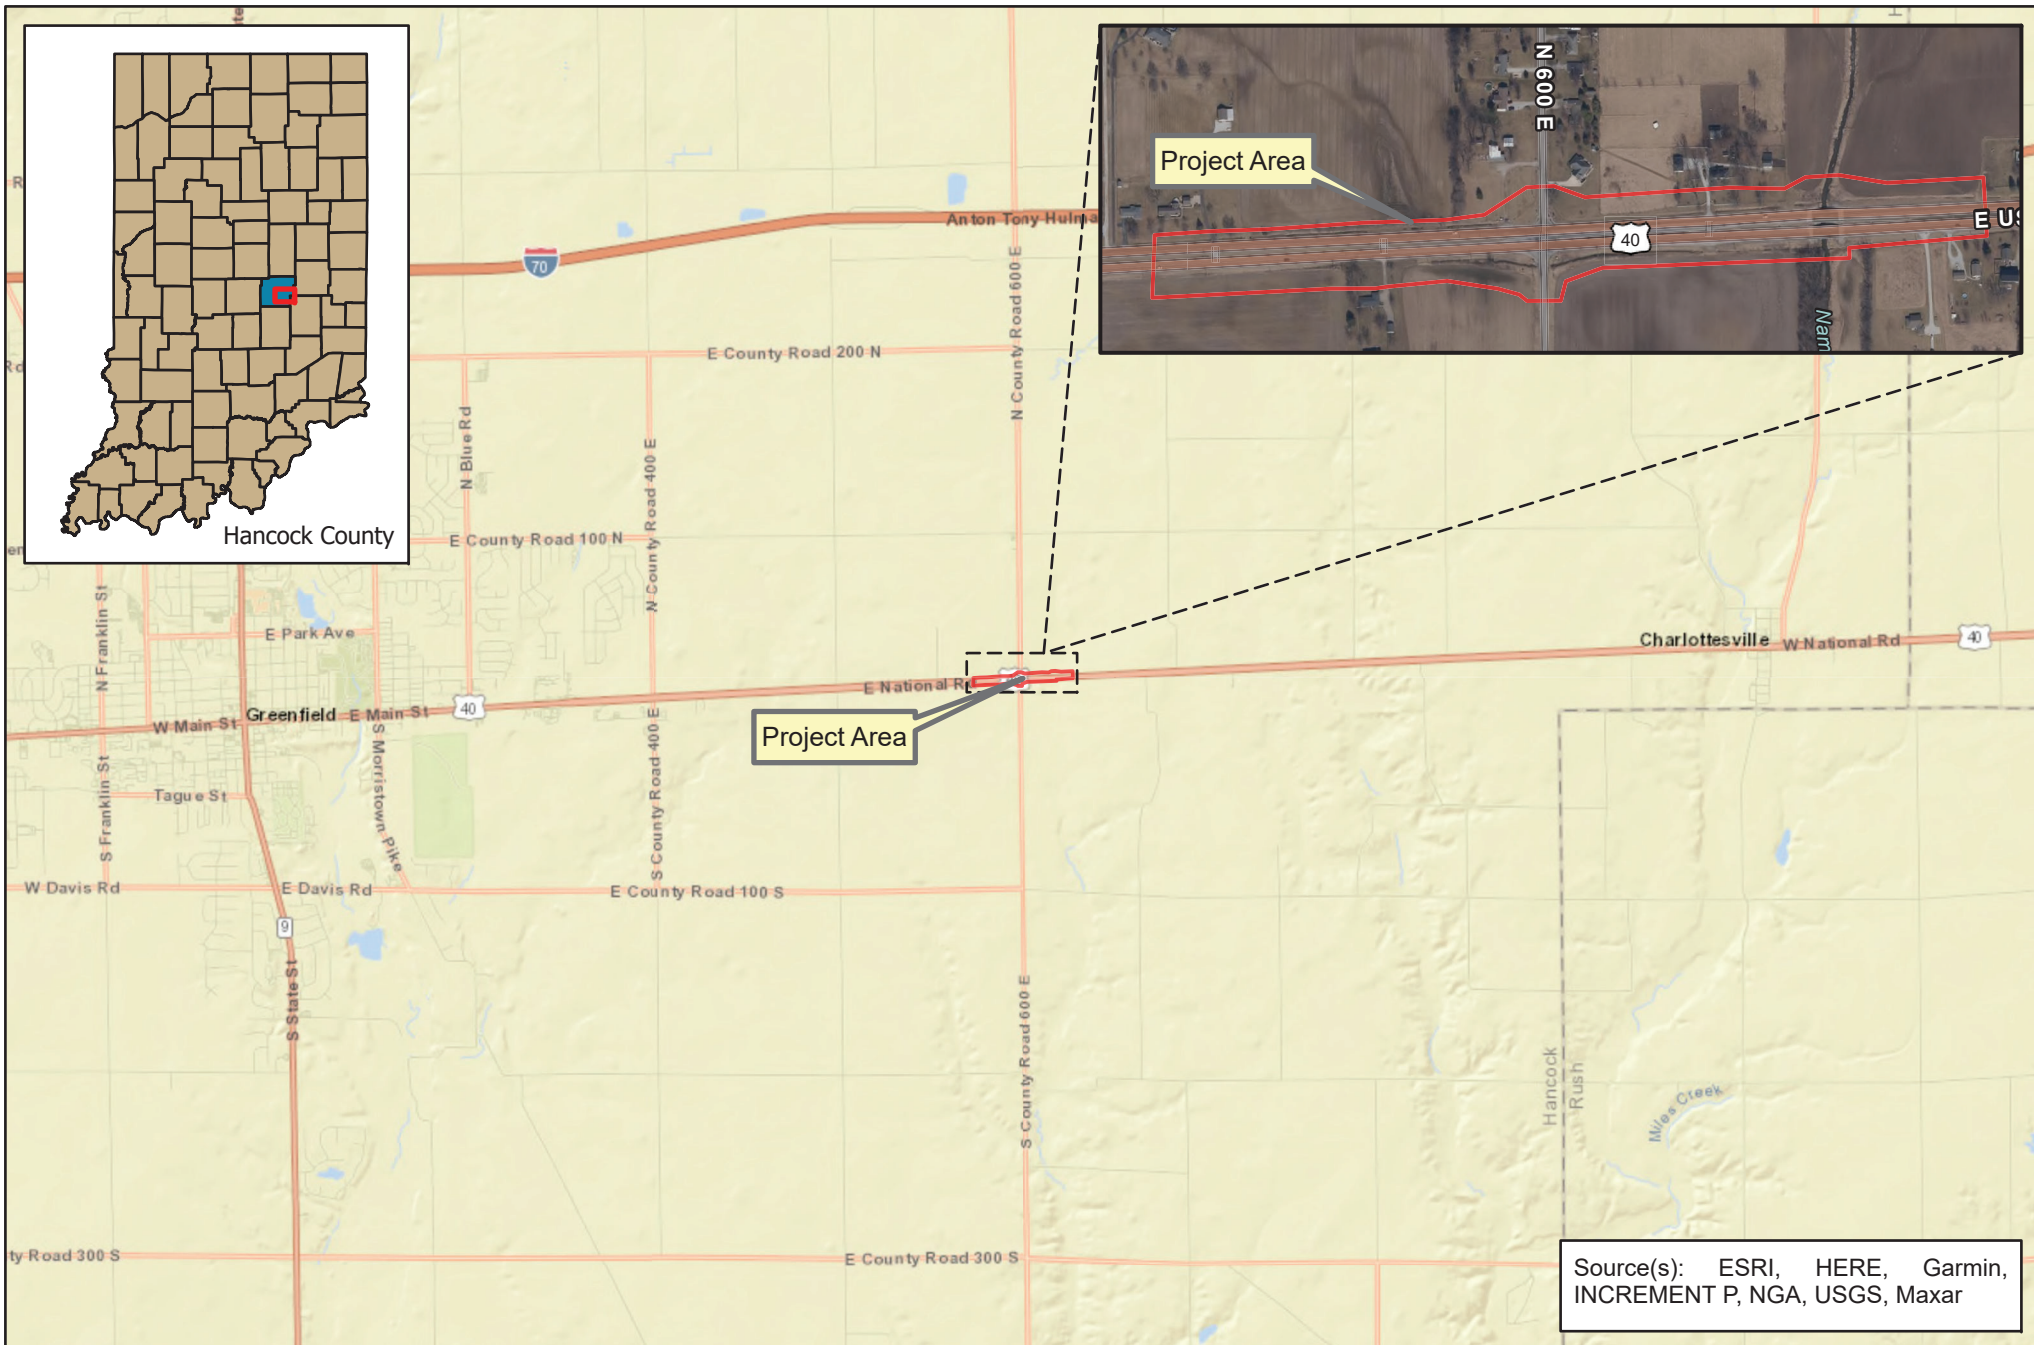 Hancock County
N 600 E
Project Area
40
E US
Nam
Anton Tony Hulma
70
N County Road 600 E
E County Road 200 N
N Blue Rd
N County Road 400 E
E County Road 100 N
N Franklin St
E Park Ave
Charlottesville
W National Rd
40
E National R
Greenfield
E Main St
40
W Main St
Project Area
S Franklin St
Tague St
S Morristown Pike
S County Road 400 E
W Davis Rd
E Davis Rd
E County Road 100 S
9
S State St
S County Road 600 E
Hancock
Rush
Miles Creek
ty Road 300 S
E County Road 300 S
Source(s): ESRI, HERE, Garmin,
INCREMENT P, NGA, USGS, Maxar